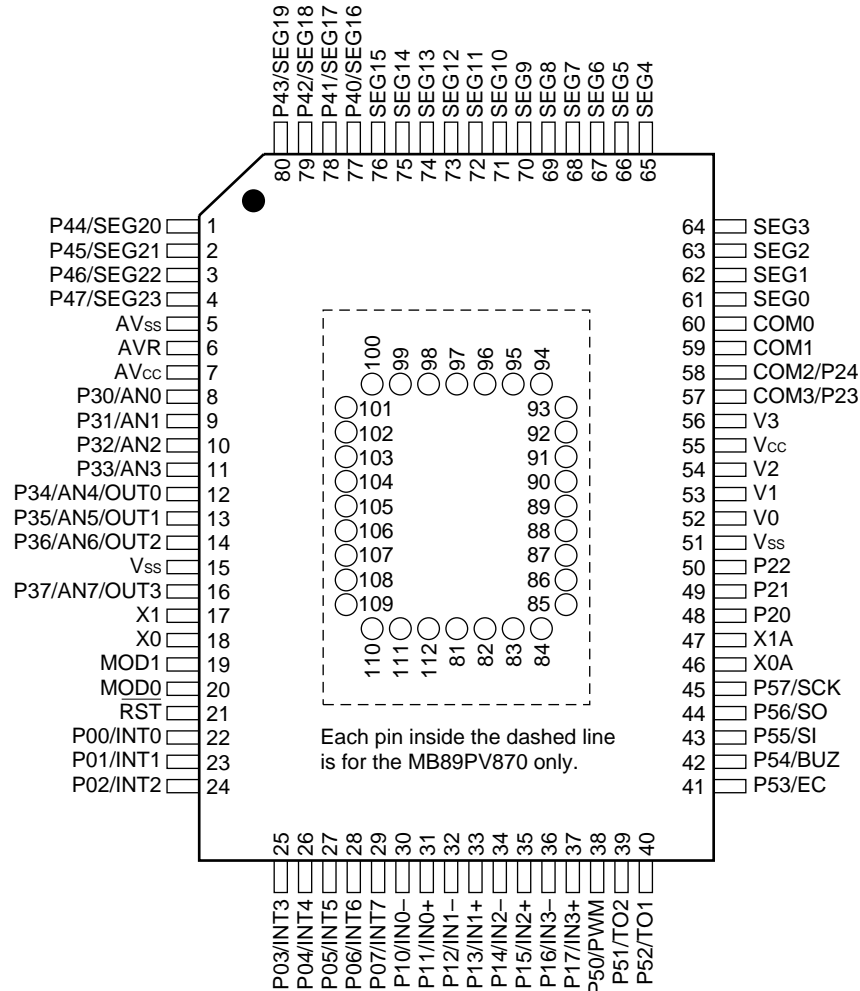 P43/SEG19
P42/SEG18
P41/SEG17
P40/SEG16
SEG15
SEG14
SEG13
SEG12
SEG11
SEG10
SEG9
SEG8
SEG7
SEG6
SEG5
SEG4
80 79 78 77 76 75 74 73 72 71 70 69 68 67 66 65
P44/SEG20 1
P45/SEG21 2
P46/SEG22 3
P47/SEG23 4
AVss 5
AVR 6
AVcc 7
P30/AN0 8
P31/AN1 9
P32/AN2 10
P33/AN3 11
P34/AN4/OUT0 12
P35/AN5/OUT1 13
P36/AN6/OUT2 14
Vss 15
P37/AN7/OUT3 16
X1 17
X0 18
MOD1 19
MOD0 20
RST 21
P00/INT0 22
P01/INT1 23
P02/INT2 24
100 99 98 97 96 95 94
101 93
102 92
103 91
104 90
105 89
106 88
107 87
108 86
109 85
110 111 112 81 82 83 84
Each pin inside the dashed line
is for the MB89PV870 only.
64 SEG3
63 SEG2
62 SEG1
61 SEG0
60 COM0
59 COM1
58 COM2/P24
57 COM3/P23
56 V3
55 Vcc
54 V2
53 V1
52 V0
51 Vss
50 P22
49 P21
48 P20
47 X1A
46 X0A
45 P57/SCK
44 P56/SO
43 P55/SI
42 P54/BUZ
41 P53/EC
25 26 27 28 29 30 31 32 33 34 35 36 37 38 39 40
P03/INT3
P04/INT4
P05/INT5
P06/INT6
P07/INT7
P10/IN0–
P11/IN0+
P12/IN1–
P13/IN1+
P14/IN2–
P15/IN2+
P16/IN3–
P17/IN3+
P50/PWM
P51/TO2
P52/TO1